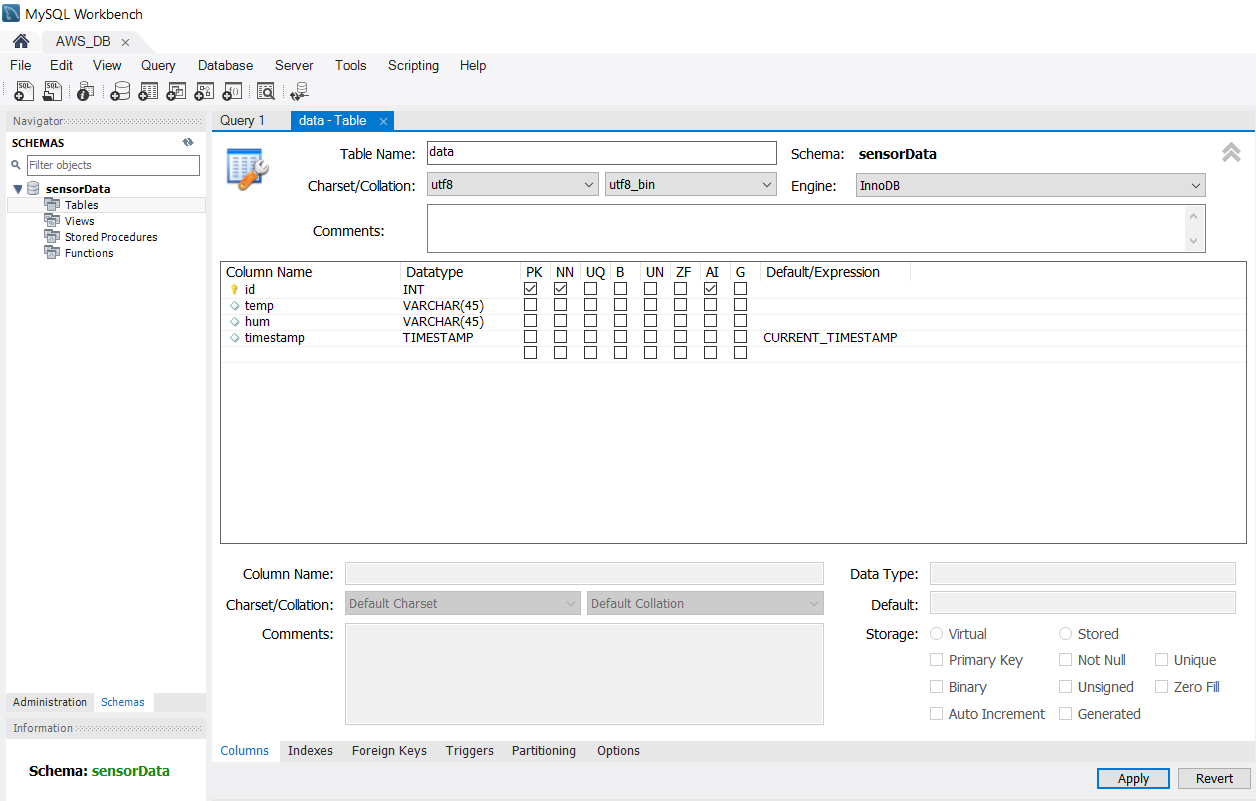 MySQL Workbench
AWS_DB
File Edit View Query Database Server Tools Scripting Help
Navigator
SCHEMAS
Filter objects
sensorData
Tables
Views
Stored Procedures
Functions
Administration Schemas
Information
Schema: sensorData
Query 1 data - Table
Table Name: data Schema: sensorData
Charset/Collation: utf8 utf8_bin Engine: InnoDB
Comments:
Column Name Datatype PK NN UQ B UN ZF AI G Default/Expression
id INT
temp VARCHAR(45)
hum VARCHAR(45)
timestamp TIMESTAMP CURRENT_TIMESTAMP
Column Name: Data Type:
Charset/Collation: Default Charset Default Collation Default:
Comments: Storage: Virtual Stored
Primary Key Not Null Unique
Binary Unsigned Zero Fill
Auto Increment Generated
Columns Indexes Foreign Keys Triggers Partitioning Options
Apply Revert